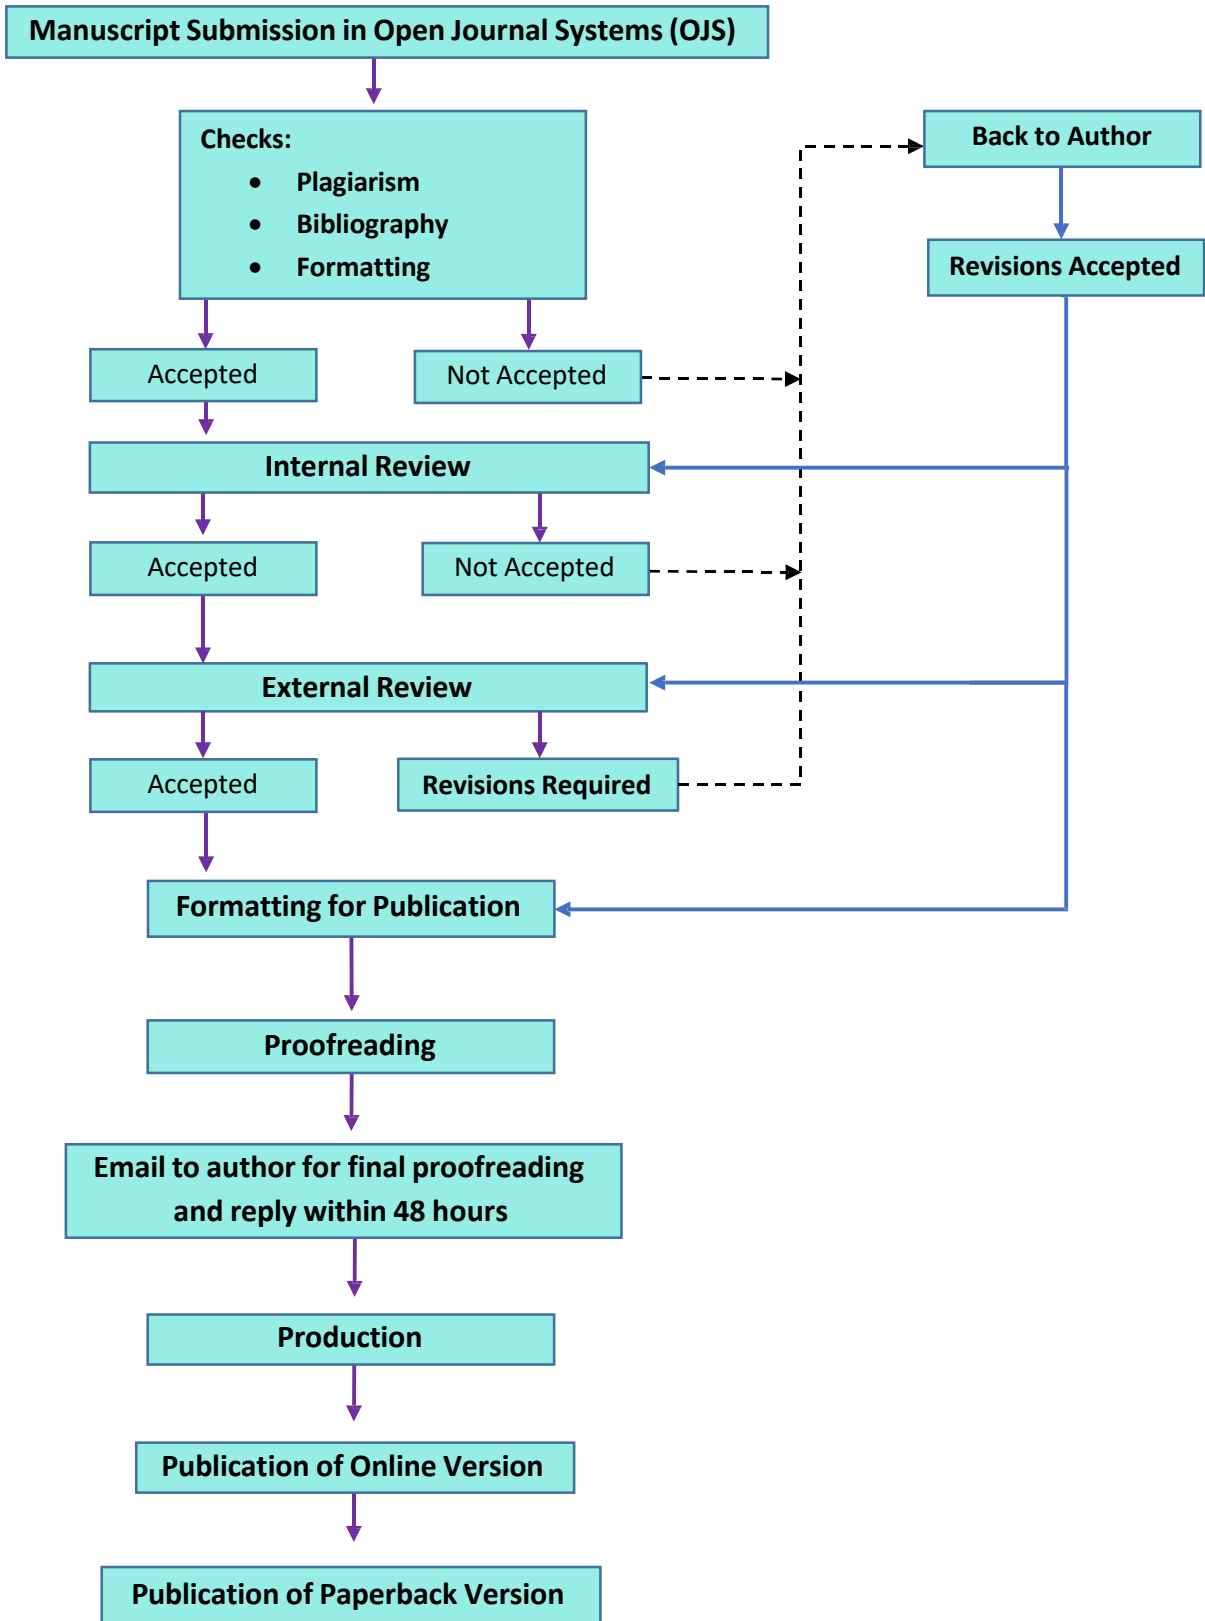 Manuscript Submission in Open Journal Systems (OJS)
Checks:
• Plagiarism
• Bibliography
• Formatting
Back to Author
Revisions Accepted
Accepted
Not Accepted
Internal Review
Accepted
Not Accepted
External Review
Accepted
Revisions Required
Formatting for Publication
Proofreading
Email to author for final proofreading
and reply within 48 hours
Production
Publication of Online Version
Publication of Paperback Version